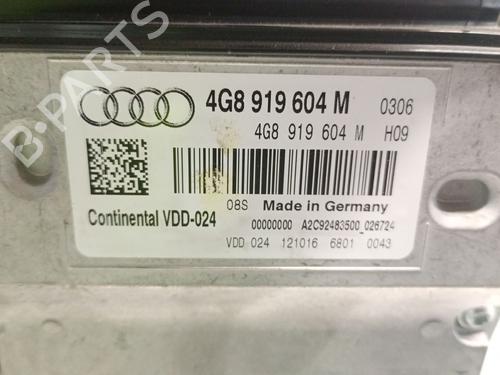 4G8 919 604 M 0306
4G8 919 604 M H09
08S Made in Germany
Continental VDD-024
00000000 A2C92483500_026724
VDD 024 121016 6801 0043
B-PARTS